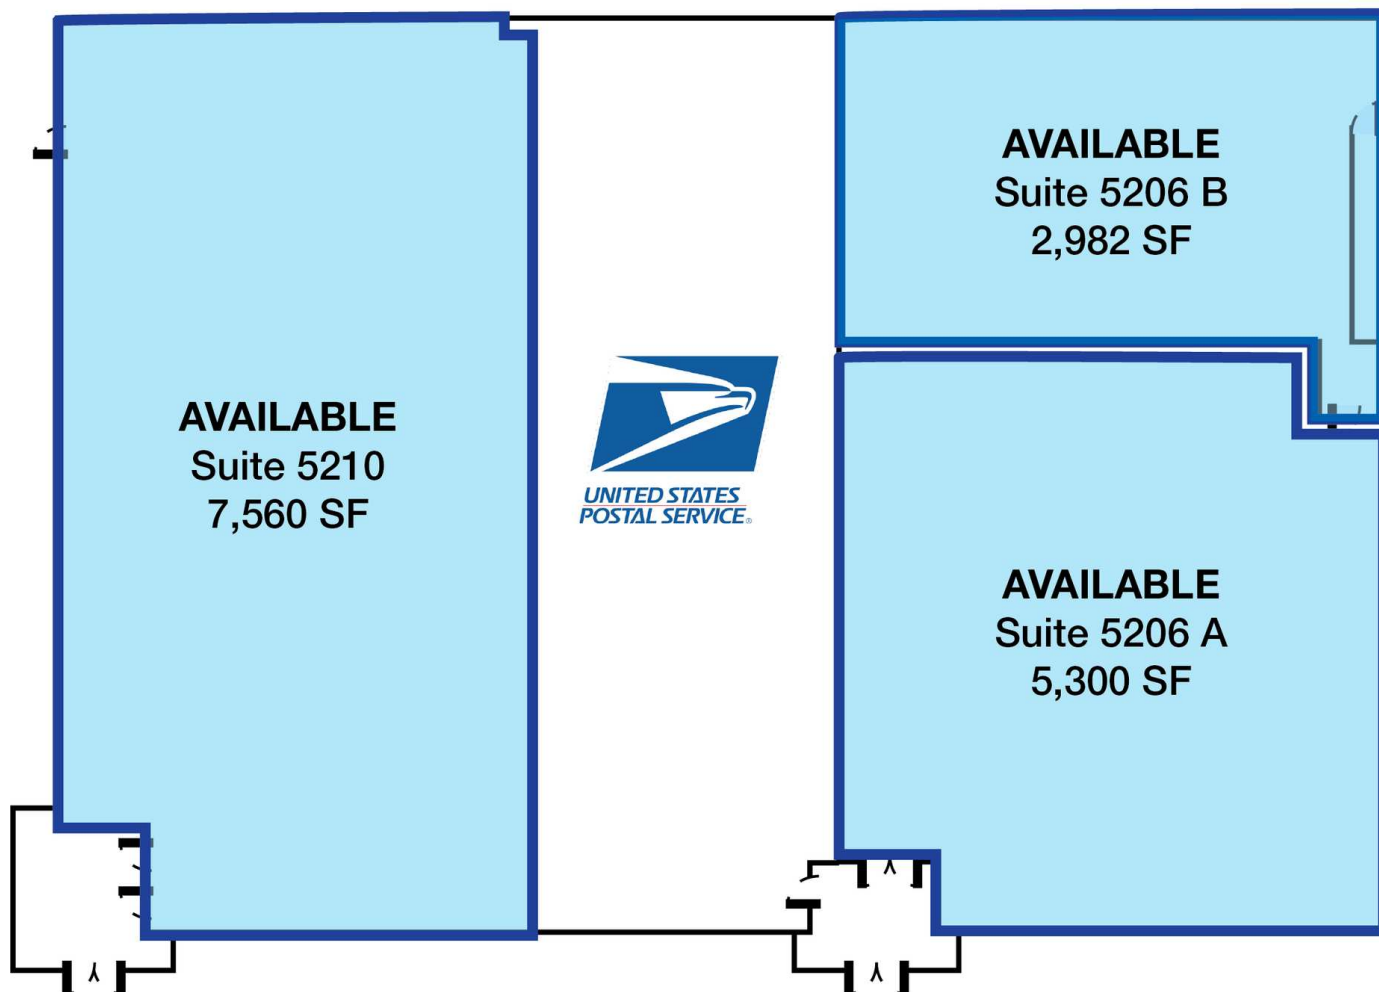 AVAILABLE
Suite 5210
7,560 SF
UNITED STATES
POSTAL SERVICE®
AVAILABLE
Suite 5206 B
2,982 SF
AVAILABLE
Suite 5206 A
5,300 SF